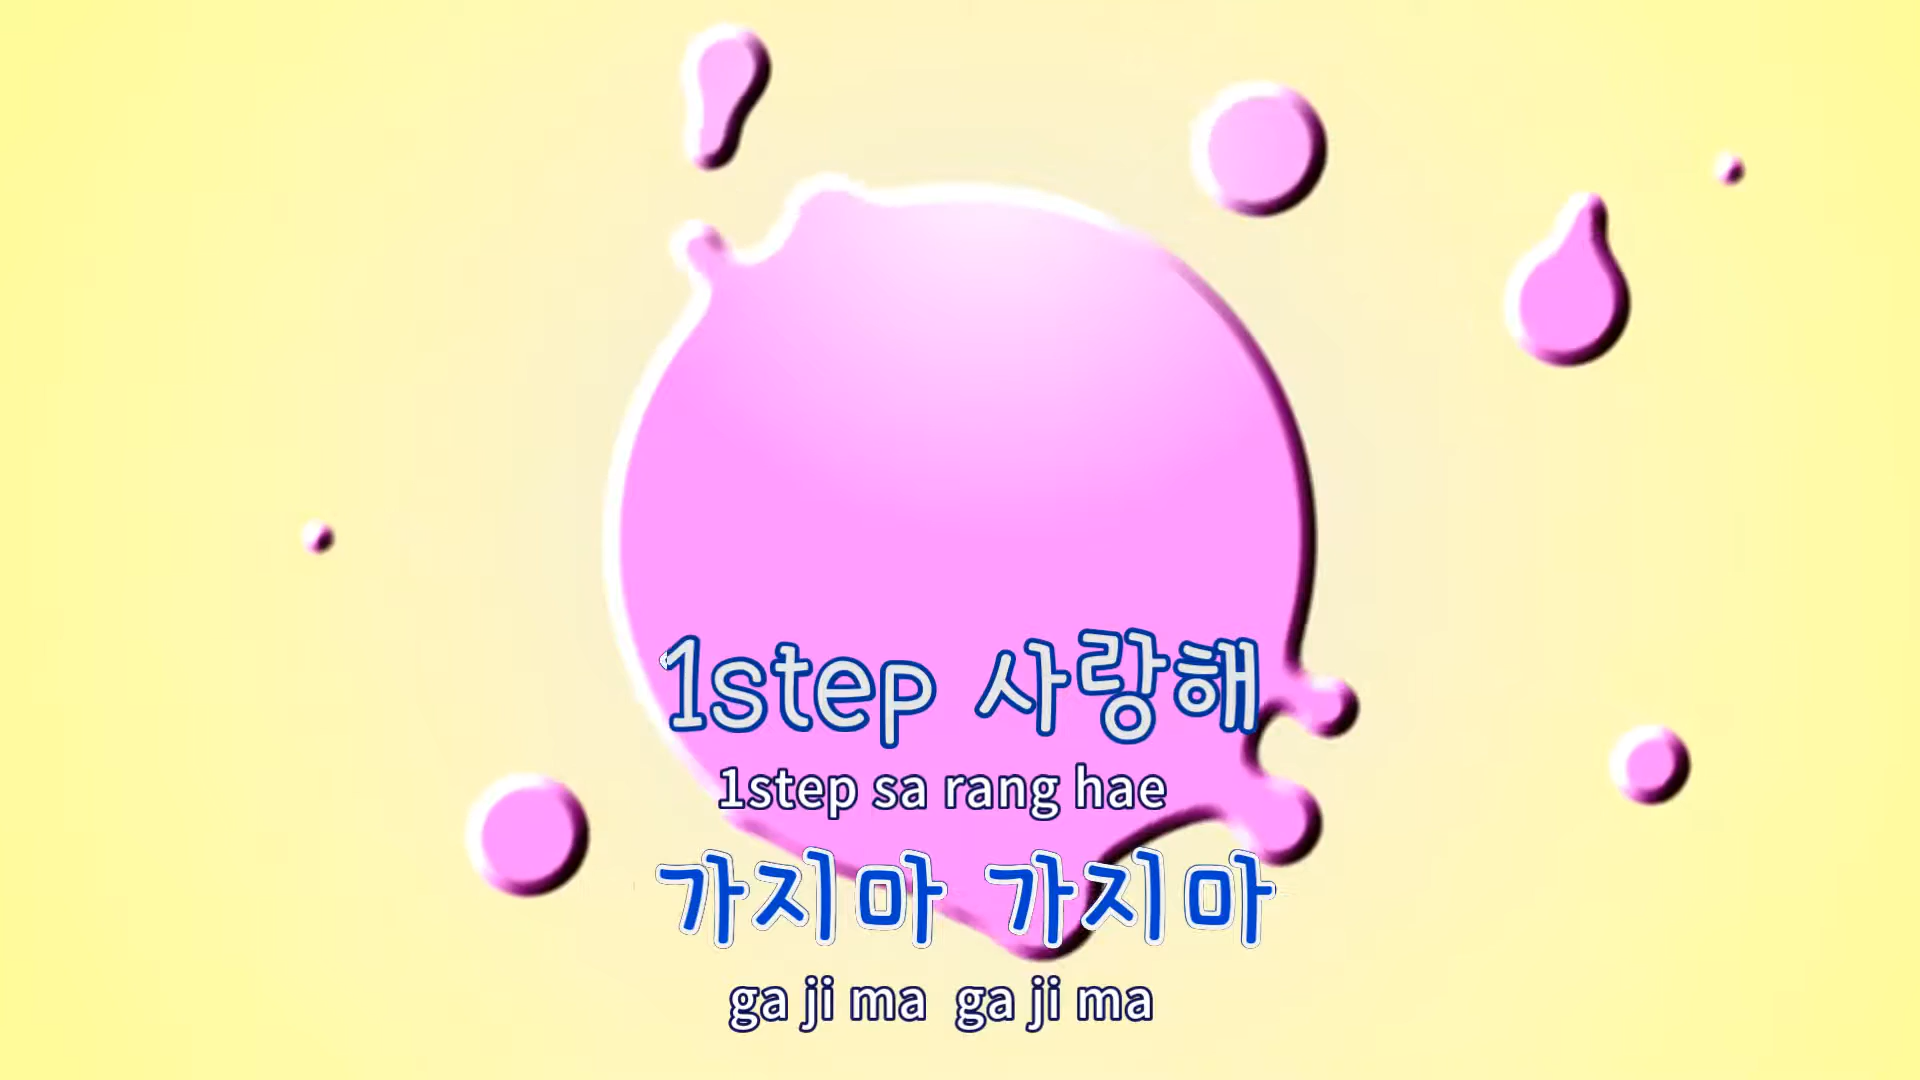 1step 사랑해
1step sa rang hae
가지마 가지마
ga ji ma  ga ji ma